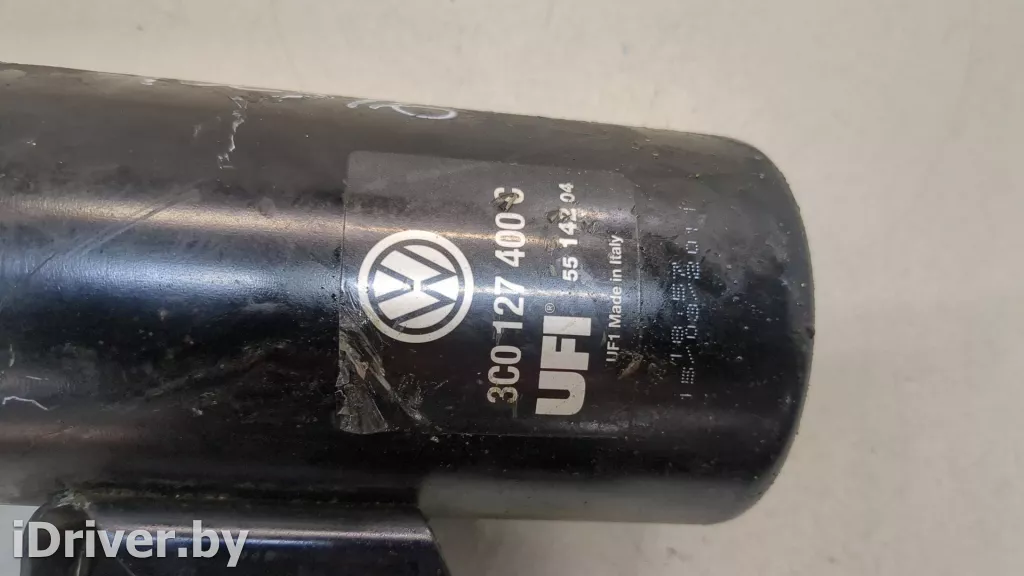 3C0 127 400 C
UFI® 55 142 04
UFI Made in Italy
iDriver.by